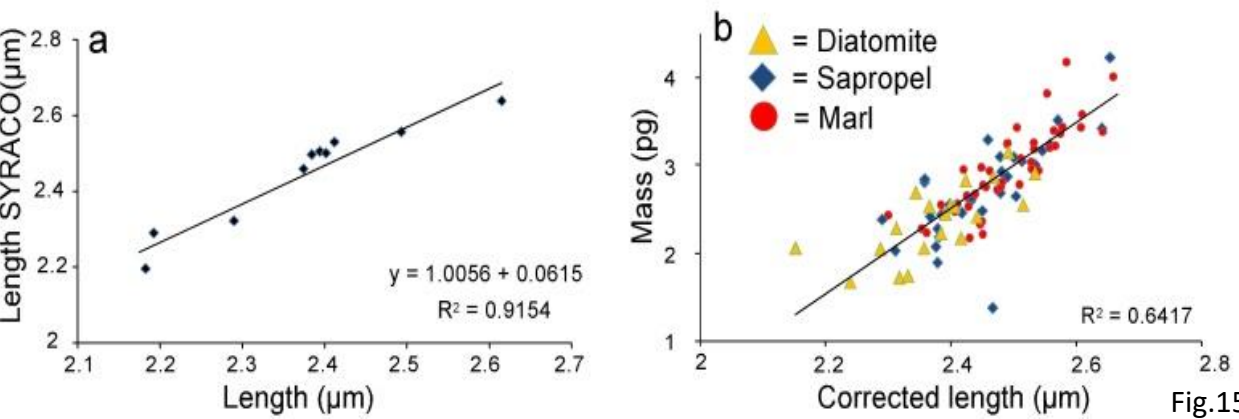 a
Length SYRACO(μm)
2.8
2.6
2.4
2.2
2
2.1 2.2 2.3 2.4 2.5 2.6 2.7
Length (μm)
y = 1.0056 + 0.0615
R² = 0.9154
b
= Diatomite
= Sapropel
= Marl
Mass (pg)
4
3
2
1
2 2.2 2.4 2.6 2.8
Corrected length (μm)
R² = 0.6417
Fig.15